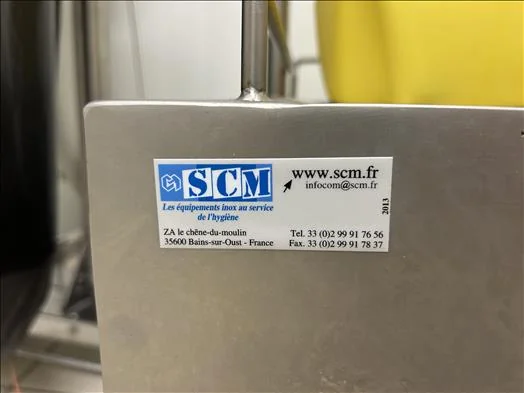 SCM
www.scm.fr
infocom@scm.fr
Les équipements inox au service
de l'hygiène
2013
ZA le chêne-du-moulin
35600 Bains-sur-Oust - France
Tel. 33 (0)2 99 91 76 56
Fax. 33 (0)2 99 91 78 37